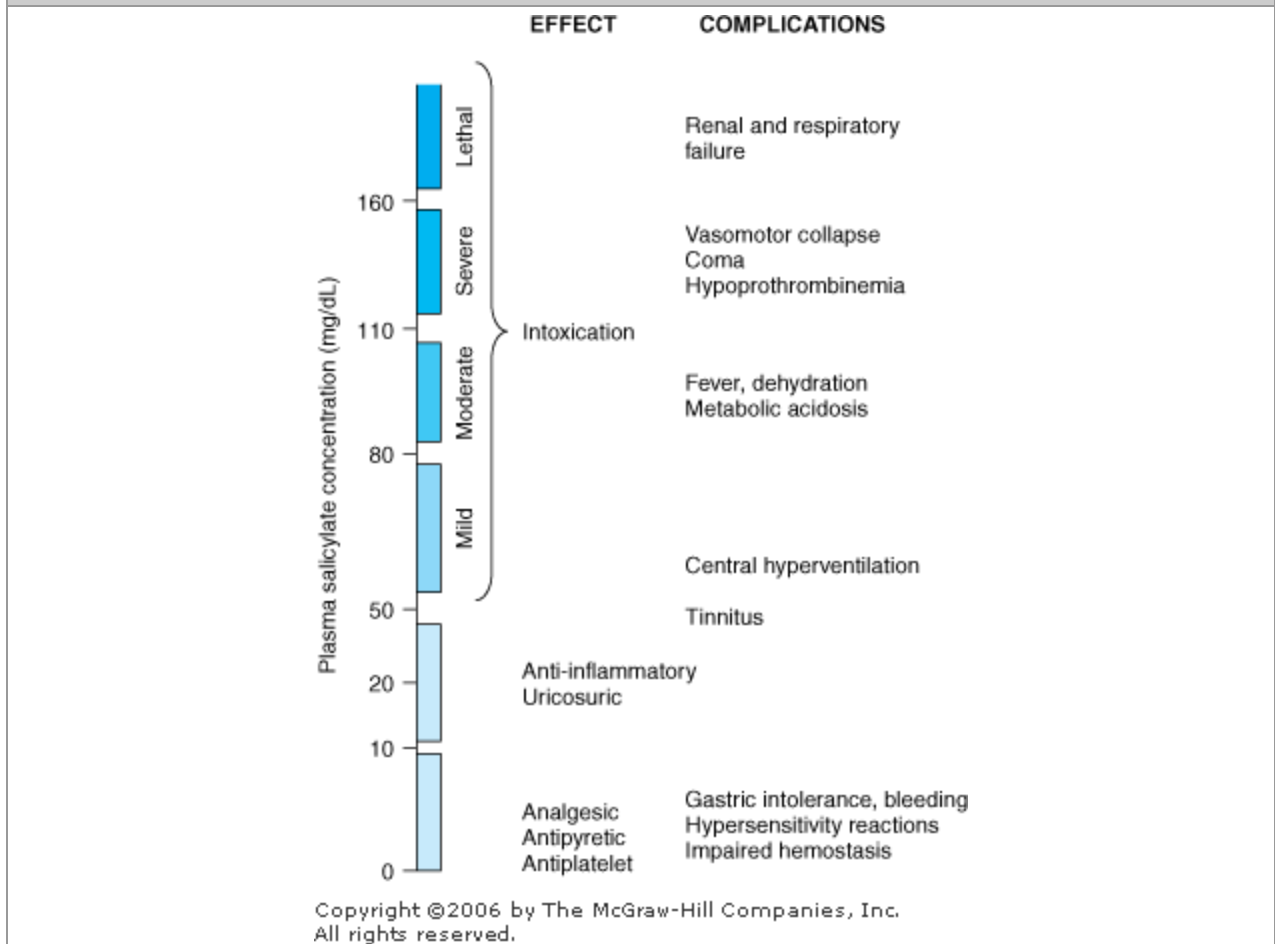 EFFECT COMPLICATIONS
Lethal
Renal and respiratory
failure
160
Severe
Vasomotor collapse
Coma
Hypoprothrombinemia
Plasma salicylate concentration (mg/dL)
110
Intoxication
Moderate
Fever, dehydration
Metabolic acidosis
80
Mild
Central hyperventilation
50
Tinnitus
Anti-inflammatory
20
Uricosuric
10
Gastric intolerance, bleeding
Analgesic
Hypersensitivity reactions
Antipyretic
Impaired hemostasis
Antiplatelet
0
Copyright ©2006 by The McGraw-Hill Companies, Inc.
All rights reserved.